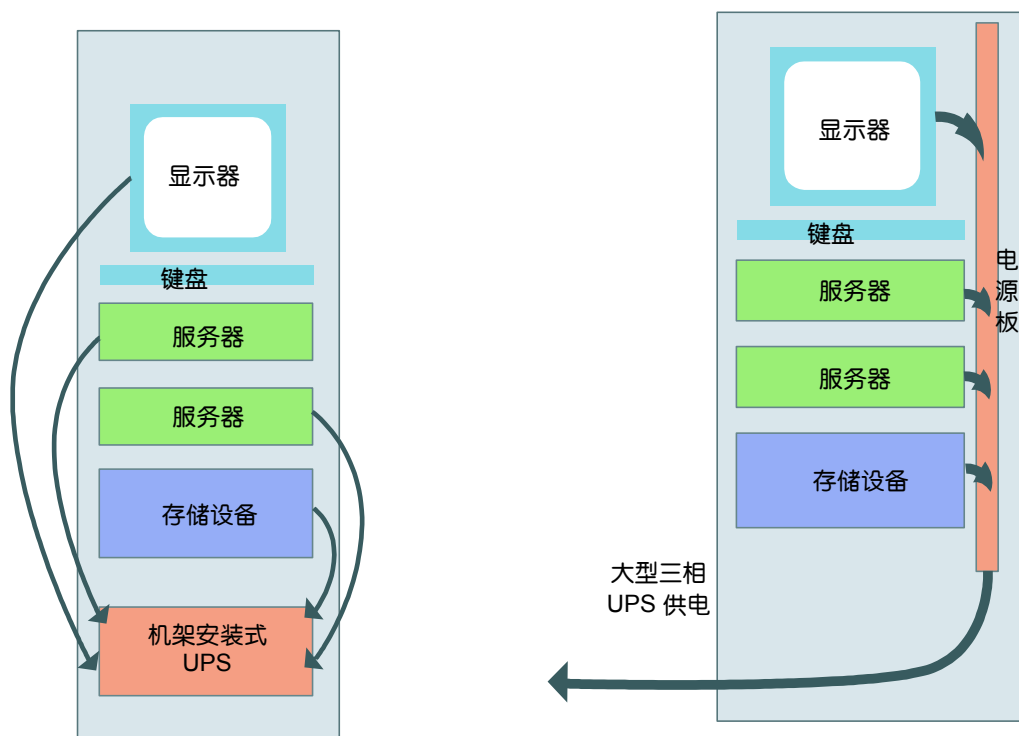 显示器
键盘
服务器
服务器
存储设备
机架安装式
UPS
显示器
键盘
服务器
服务器
存储设备
电
源
板
大型三相
UPS 供电